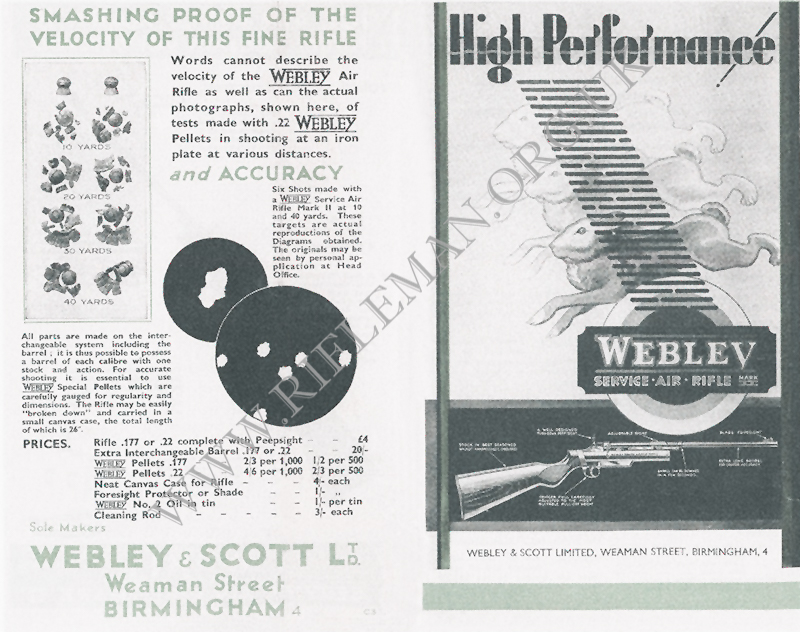 SMASHING PROOF OF THE
VELOCITY OF THIS FINE RIFLE
Words cannot describe the
velocity of the WEBLEY Air
Rifle as well as can the actual
photographs, shown here, of
tests made with .22 WEBLEY
Pellets in shooting at an iron
plate at various distances.
10 YARDS
20 YARDS
30 YARDS
40 YARDS
and ACCURACY
Six Shots made with
a WEBLEY Service Air
Rifle Mark II at 10
and 40 yards. These
targets are actual
reproductions of the
Diagrams obtained.
The originals may be
seen by personal ap-
plication at Head
Office.
All parts are made on the inter-
changeable system including the
barrel ; it is thus possible to possess
a barrel of each calibre with one
stock and action. For accurate
shooting it is essential to use
WEBLEY Special Pellets which are
carefully gauged for regularity and
dimensions. The Rifle may be easily
"broken down" and carried in a
small canvas case, the total length
of which is 26".
PRICES.
Rifle .177 or .22 complete with Peepsight - - £4
Extra Interchangeable Barrel .177 or .22 - 20/-
WEBLEY Pellets .177 2/3 per 1,000 1/2 per 500
WEBLEY Pellets .22 4/6 per 1,000 2/3 per 500
Neat Canvas Case for Rifle - - - 4/- each
Foresight Protector or Shade - - 1/- „
WEBLEY No. 2 Oil in tin - - - 1/- per tin
Cleaning Rod - - - - - 3/- each
Sole Makers
WEBLEY & SCOTT LTD.
Weaman Street
BIRMINGHAM 4
C.3
High Performance!
WEBLEY
SERVICE·AIR·RIFLE MARK
ADJUSTABLE SIGHT
BLADE FORESIGHT
STOCK IN BEST SEASONED
WEBLEY & SCOTT LIMITED, WEAMAN STREET, BIRMINGHAM, 4
WWW.RIFLEMAN.ORG.UK